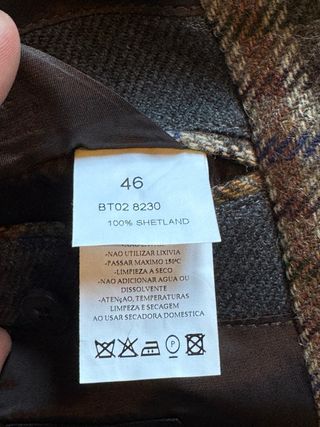 46
BT02 8230
100% SHETLAND
-NAO UTILIZAR LIXIVIA
-PASSAR MAXIMO 150ºC
-LIMPIEZA A SECO
-NAO ADICIONAR AGUA OU
DISSOLVENTE
-ATENÇAO, TEMPERATURAS
LIMPEZA E SECAGEM
AO USAR SECADORA DOMESTICA
P